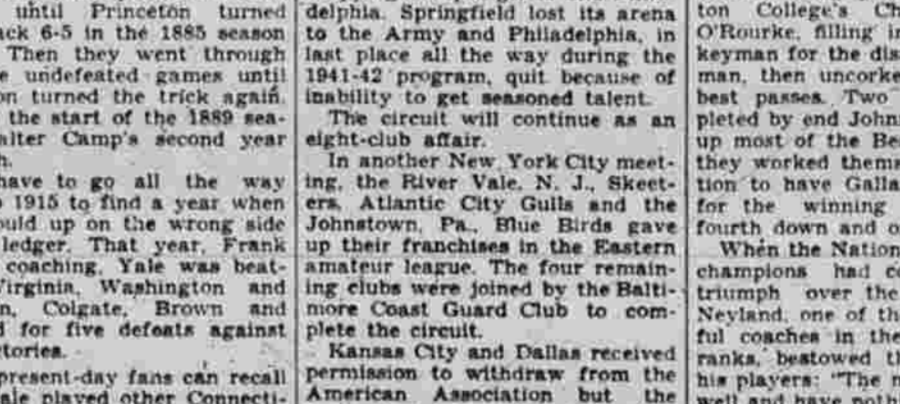 until Princeton turned
ack 6-5 in the 1885 season
Then they went through
e undefeated games until
on turned the trick again.
the start of the 1889 sea-
alter Camp's second year
h.
have to go all the way
o 1915 to find a year when
ould up on the wrong side
ledger. That year, Frank
coaching, Yale was beat-
Virginia, Washington and
n, Colgate, Brown and
d for five defeats against
ctories.
present-day fans can recall
ale played other Connecti-
delphia. Springfield lost its arena
to the Army and Philadelphia, in
last place all the way during the
1941-42 program, quit because of
inability to get seasoned talent.
The circuit will continue as an
eight-club affair.
In another New York City meet-
ing, the River Vale, N. J., Skeet-
ers, Atlantic City Gulls and the
Johnstown, Pa., Blue Birds gave
up their franchises in the Eastern
amateur league. The four remain-
ing clubs were joined by the Balti-
more Coast Guard Club to com-
plete the circuit.
Kansas City and Dallas received
permission to withdraw from the
American Association but the
ton College's Ch
O'Rourke, filling in
keyman for the dis
man, then uncorke
best passes. Two
pleted by end John
up most of the Be
they worked thems
tion to have Galla
for the winning
fourth down and o
When the Nation
champions had co
triumph over the
Neyland, one of th
ful coaches in the
ranks, bestowed th
his players: "The m
well and have noth